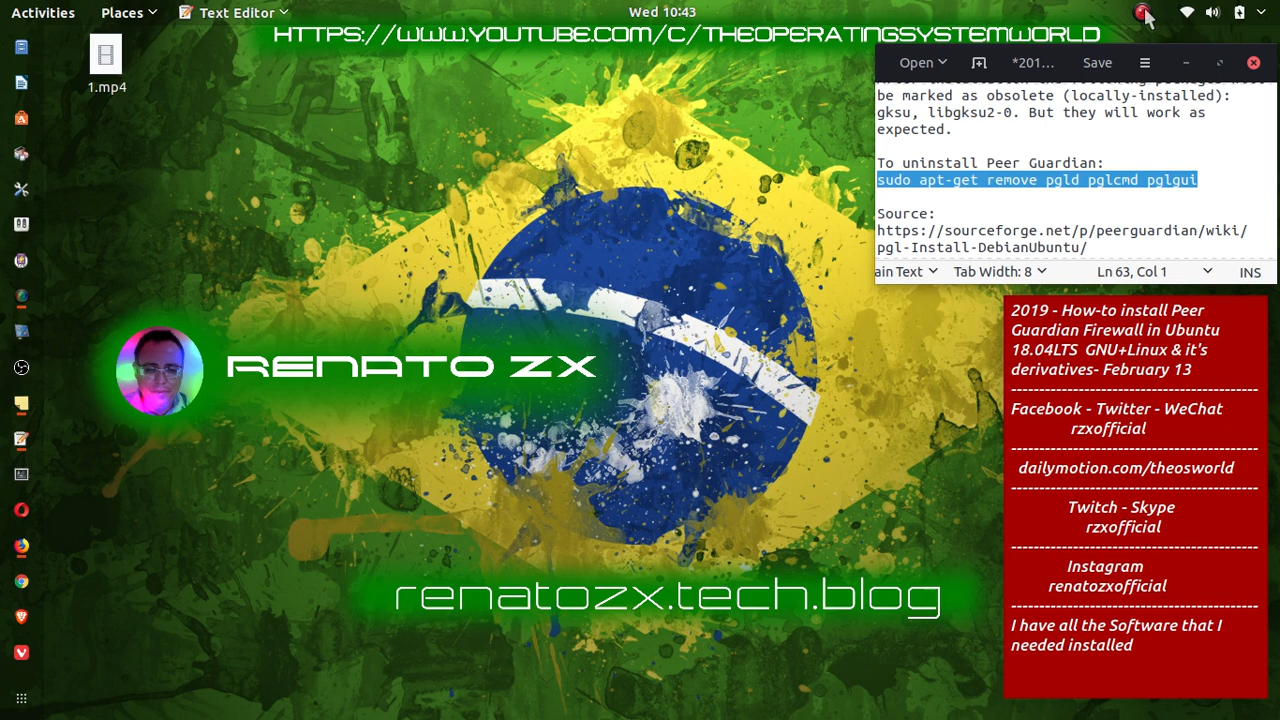 Activities Places Text Editor Wed 10:43
HTTPS://WWW.YOUTUBE.COM/C/THEOPERATINGSYSTEMWORLD
1.mp4
Open *201... Save
be marked as obsolete (locally-installed):
gksu, libgksu2-0. But they will work as
expected.
To uninstall Peer Guardian:
sudo apt-get remove pgld pglcmd pglgui
Source:
https://sourceforge.net/p/peerguardian/wiki/
pgl-Install-DebianUbuntu/
ain Text Tab Width: 8 Ln 63, Col 1 INS
2019 - How-to install Peer
Guardian Firewall in Ubuntu
18.04LTS GNU+Linux & it's
derivatives- February 13
--------------------------------------------
Facebook - Twitter - WeChat
rzxofficial
--------------------------------------------
dailymotion.com/theosworld
--------------------------------------------
Twitch - Skype
rzxofficial
--------------------------------------------
Instagram
renatozxofficial
--------------------------------------------
I have all the Software that I
needed installed
RENATO ZX
renatozx.tech.blog